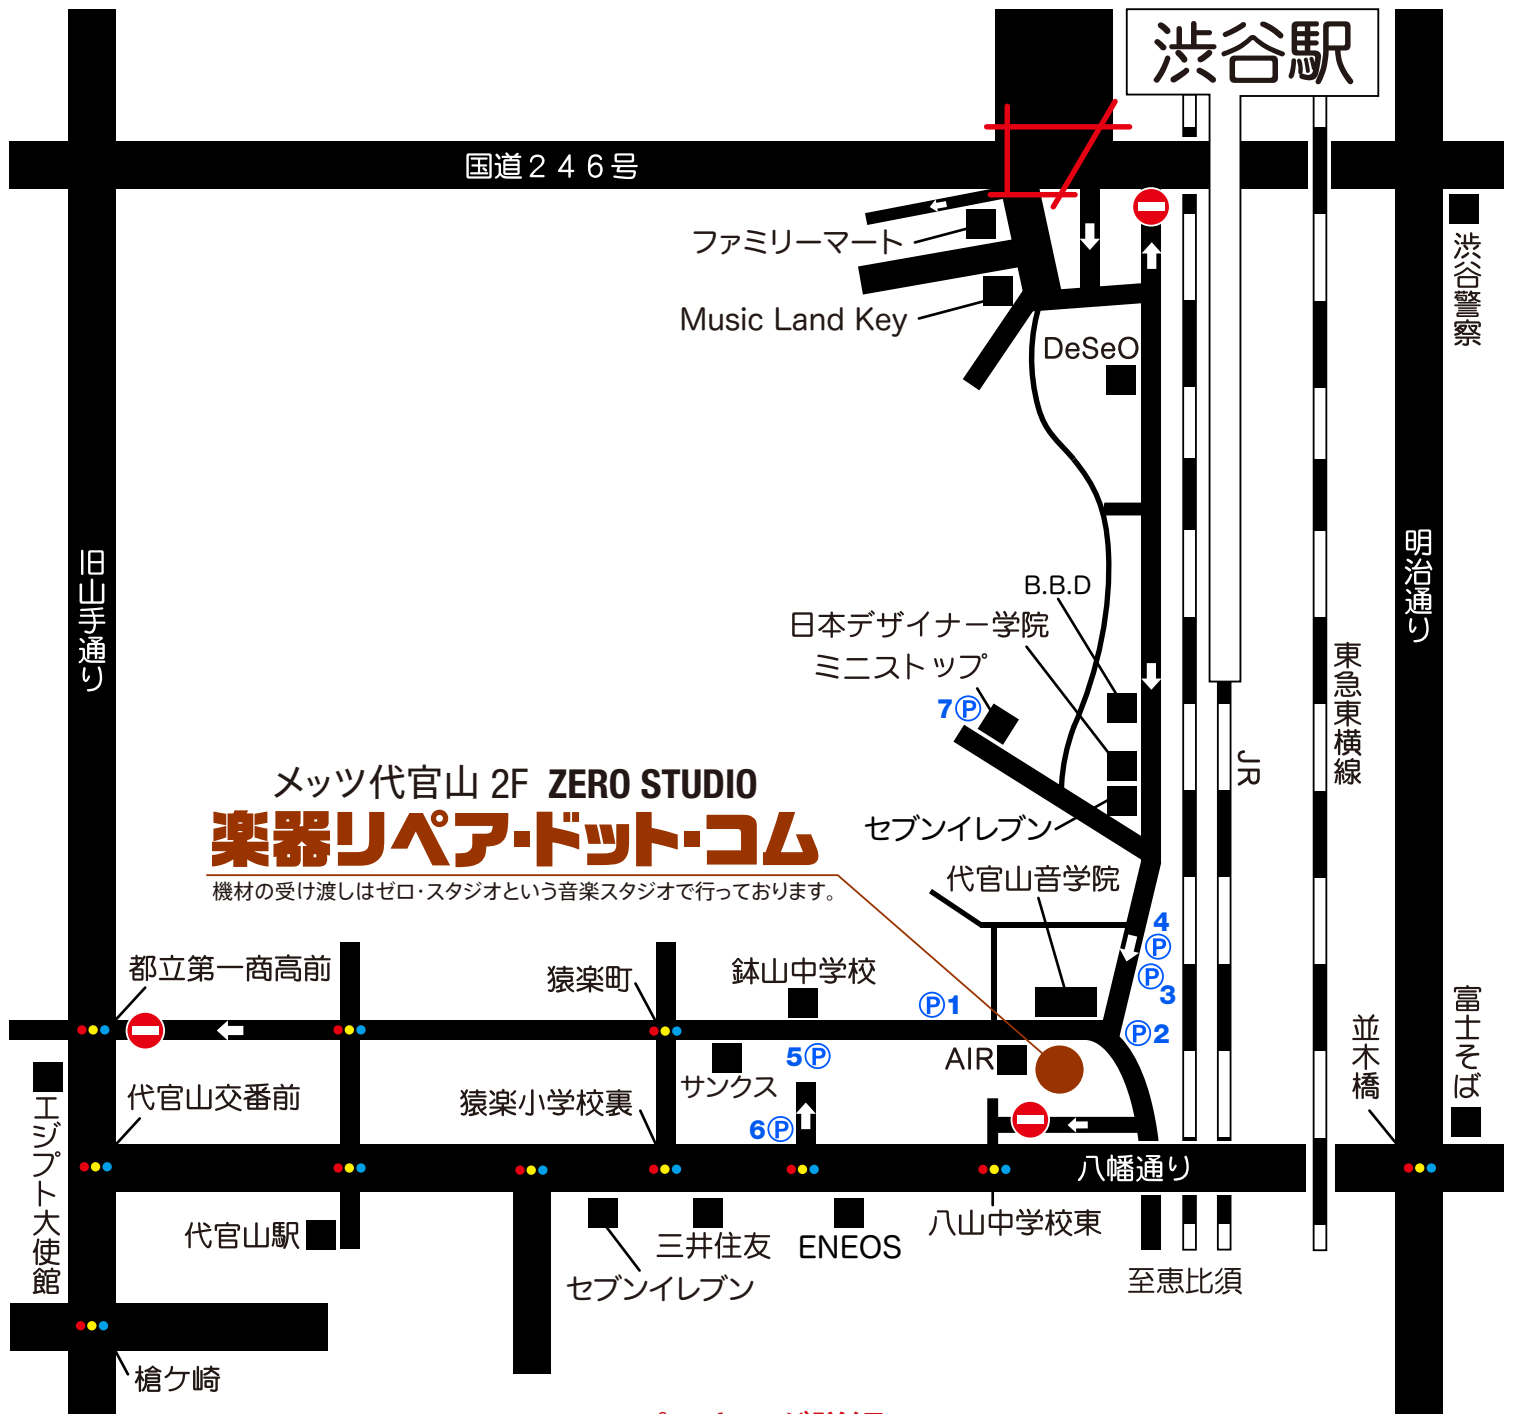 渋谷駅
国道246号
ファミリーマート
渋谷警察
Music Land Key
DeSeO
旧山手通り
明治通り
B.B.D
日本デザイナー学院
ミニストップ
東急東横線
7Ⓟ
JR
メッツ代官山 2F ZERO STUDIO
楽器リペア・ドット・コム
セブンイレブン
機材の受け渡しはゼロ・スタジオという音楽スタジオで行っております。
代官山音学院
4
Ⓟ
Ⓟ
3
都立第一商高前
猿楽町
鉢山中学校
Ⓟ1
Ⓟ2
富士そば
並木橋
5Ⓟ
AIR
サンクス
代官山交番前
猿楽小学校裏
6Ⓟ
エジプト大使館
八幡通り
代官山駅
三井住友
ENEOS
八山中学校東
セブンイレブン
至恵比須
槍ケ崎